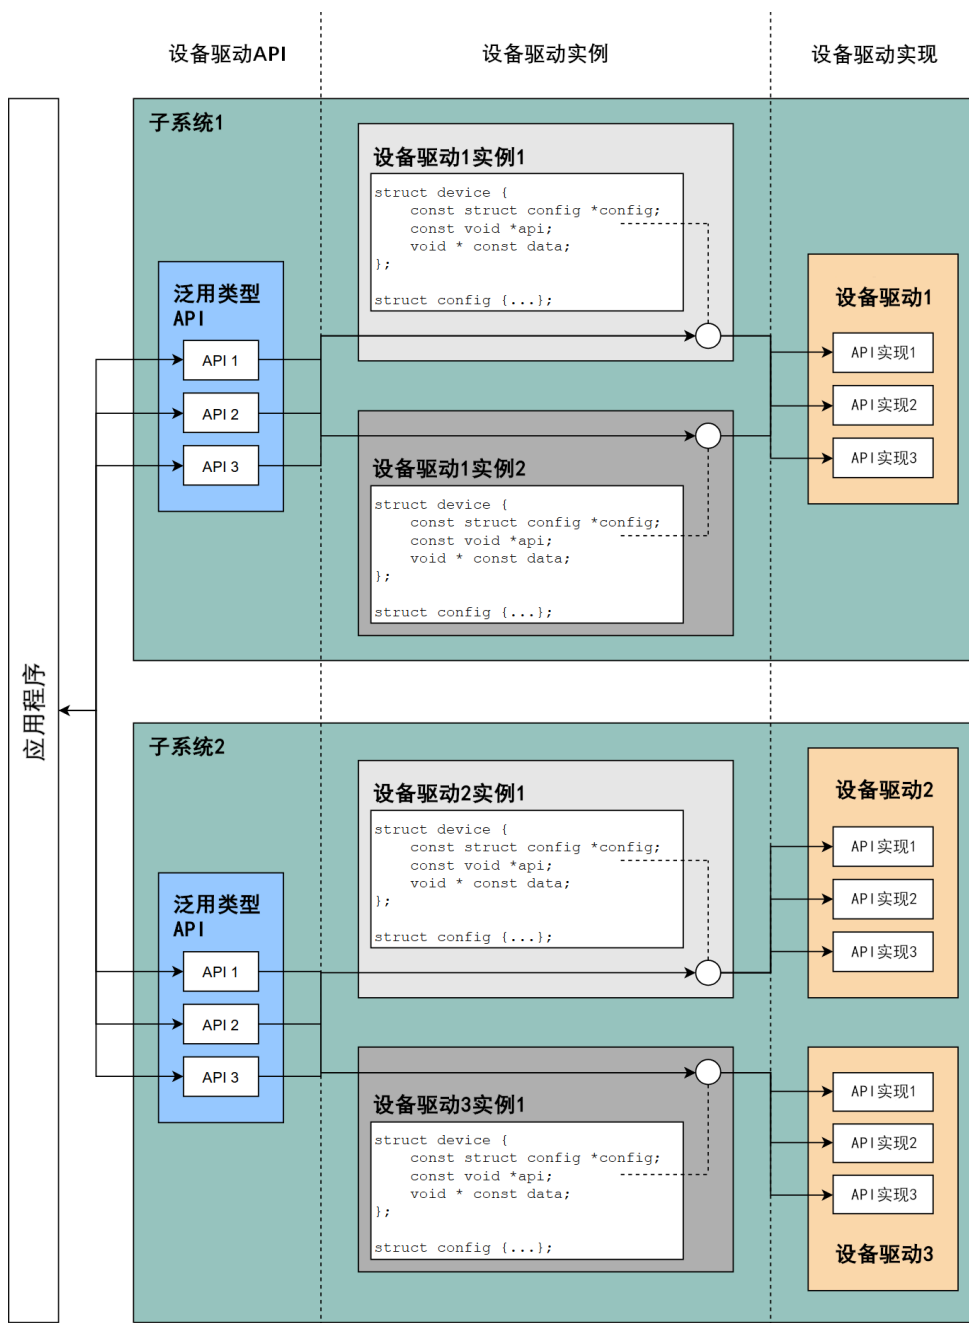 设备驱动API
设备驱动实例
设备驱动实现
应用程序
子系统1
泛用类型
API
API 1
API 2
API 3
设备驱动1实例1
struct device {
    const struct config *config;
    const void *api;
    void * const data;
};
struct config {...};
设备驱动1实例2
struct device {
    const struct config *config;
    const void *api;
    void * const data;
};
struct config {...};
设备驱动1
API实现1
API实现2
API实现3
子系统2
泛用类型
API
API 1
API 2
API 3
设备驱动2实例1
struct device {
    const struct config *config;
    const void *api;
    void * const data;
};
struct config {...};
设备驱动3实例1
struct device {
    const struct config *config;
    const void *api;
    void * const data;
};
struct config {...};
设备驱动2
API实现1
API实现2
API实现3
API实现1
API实现2
API实现3
设备驱动3